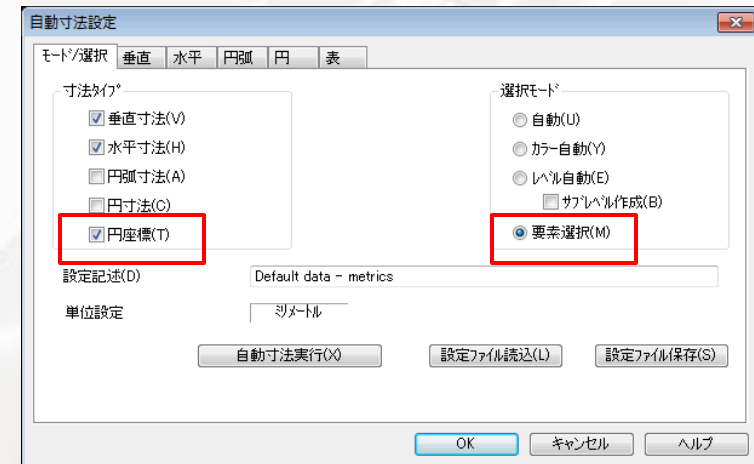 自動寸法設定
モード/選択 垂直 水平 円弧 円 表
寸法タイプ 選択モード
垂直寸法(V) 自動(U)
水平寸法(H) カラー自動(Y)
円弧寸法(A) レベル自動(E)
円寸法(C) サブレベル作成(B)
円座標(T) 要素選択(M)
設定記述(D) Default data - metrics
単位設定 ミリメートル
自動寸法実行(X) 設定ファイル読込(L) 設定ファイル保存(S)
OK キャンセル ヘルプ